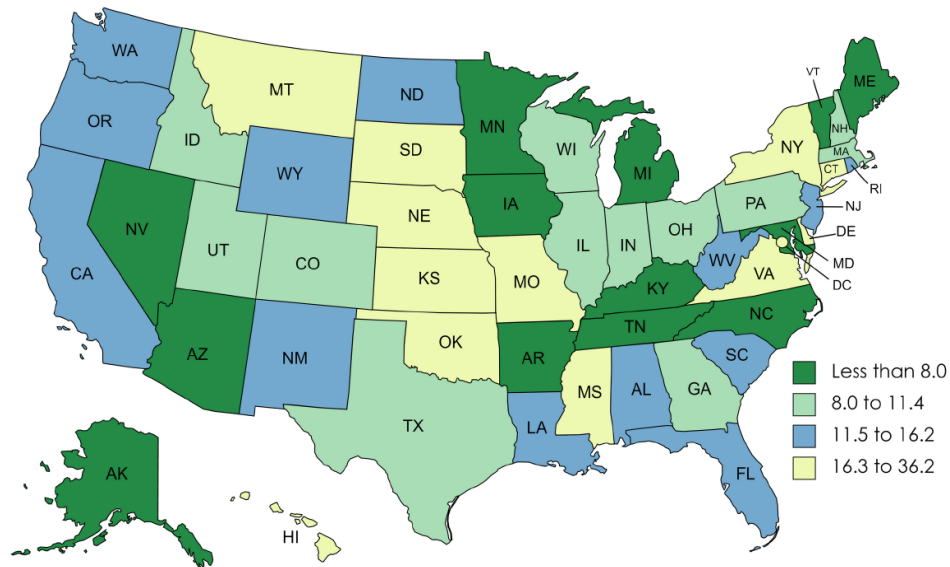 WA
MT
ND
MN
VT
ME
OR
ID
SD
WI
NY
NH
MA
CT
RI
WY
MI
NJ
IA
PA
NE
DE
NV
UT
CO
IL
IN
OH
MD
WV
DC
VA
CA
KS
MO
KY
NC
TN
AZ
NM
OK
AR
SC
MS
AL
GA
TX
LA
FL
AK
HI
Less than 8.0
8.0 to 11.4
11.5 to 16.2
16.3 to 36.2